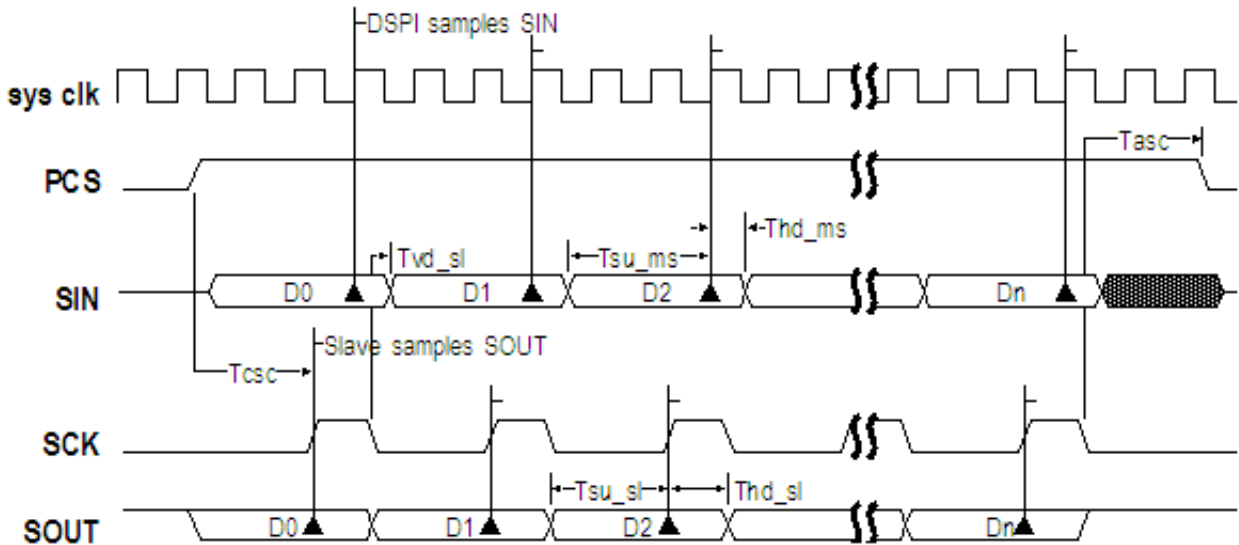 DSPI samples SIN
sys clk
Tasc
PCS
Thd_ms
Tvd_sl
Tsu_ms
SIN
D0
D1
D2
Dn
Slave samples SOUT
Tcsc
SCK
Tsu_sl
Thd_sl
SOUT
D0
D1
D2
Dn